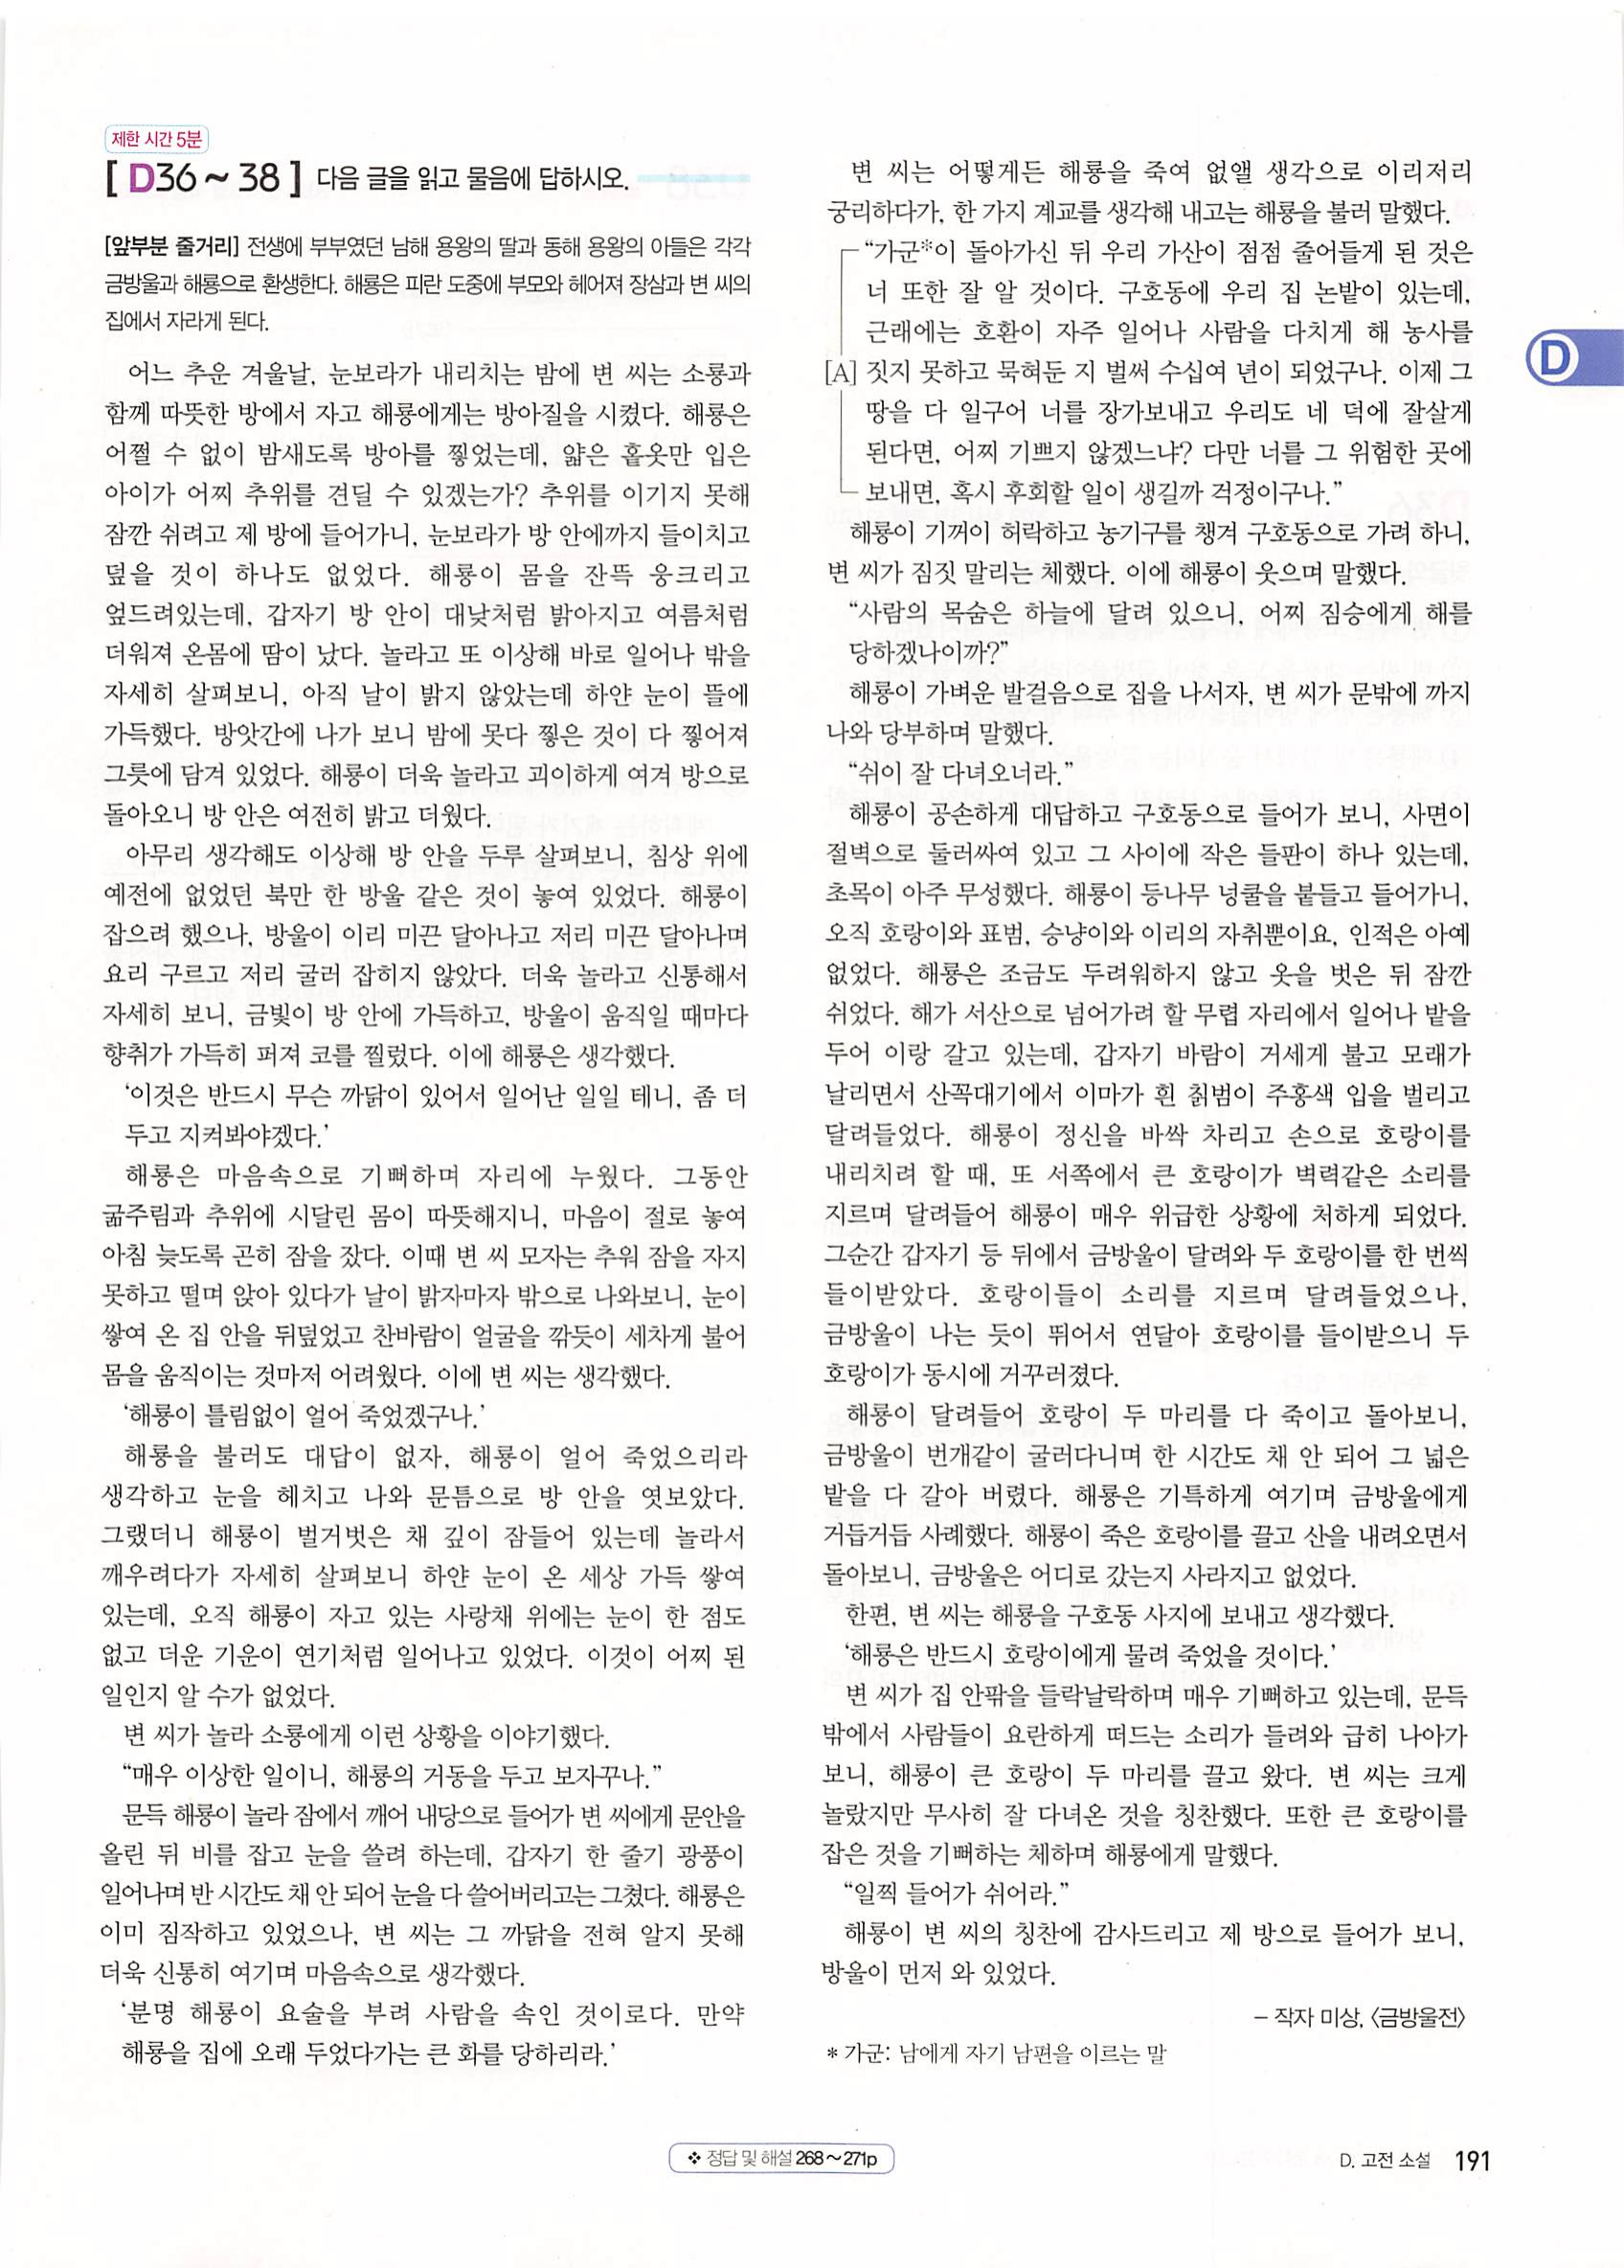 제한 시간 5분
[ D36 ~ 38 ] 다음 글을 읽고 물음에 답하시오.
[앞부분 줄거리] 전생에 부부였던 남해 용왕의 딸과 동해 용왕의 아들은 각각
금방울과 해룡으로 환생한다. 해룡은 피란 도중에 부모와 헤어져 장삼과 변 씨의
집에서 자라게 된다.
어느 추운 겨울날, 눈보라가 내리치는 밤에 변 씨는 소룡과
함께 따뜻한 방에서 자고 해룡에게는 방아질을 시켰다. 해룡은
어쩔 수 없이 밤새도록 방아를 찧었는데, 얇은 홑옷만 입은
아이가 어찌 추위를 견딜 수 있겠는가? 추위를 이기지 못해
잠깐 쉬려고 제 방에 들어가니, 눈보라가 방 안에까지 들이치고
덮을 것이 하나도 없었다. 해룡이 몸을 잔뜩 웅크리고
엎드려있는데, 갑자기 방 안이 대낮처럼 밝아지고 여름처럼
더워져 온몸에 땀이 났다. 놀라고 또 이상해 바로 일어나 밖을
자세히 살펴보니, 아직 날이 밝지 않았는데 하얀 눈이 뜰에
가득했다. 방앗간에 나가 보니 밤에 못다 찧은 것이 다 찧어져
그릇에 담겨 있었다. 해룡이 더욱 놀라고 괴이하게 여겨 방으로
돌아오니 방 안은 여전히 밝고 더웠다.
아무리 생각해도 이상해 방 안을 두루 살펴보니, 침상 위에
예전에 없었던 북만 한 방울 같은 것이 놓여 있었다. 해룡이
잡으려 했으나, 방울이 이리 미끈 달아나고 저리 미끈 달아나며
요리 구르고 저리 굴러 잡히지 않았다. 더욱 놀라고 신통해서
자세히 보니, 금빛이 방 안에 가득하고, 방울이 움직일 때마다
향취가 가득히 퍼져 코를 찔렀다. 이에 해룡은 생각했다.
‘이것은 반드시 무슨 까닭이 있어서 일어난 일일 테니, 좀 더
두고 지켜봐야겠다.’
해룡은 마음속으로 기뻐하며 자리에 누웠다. 그동안
굶주림과 추위에 시달린 몸이 따뜻해지니, 마음이 절로 놓여
아침 늦도록 곤히 잠을 잤다. 이때 변 씨 모자는 추워 잠을 자지
못하고 떨며 앉아 있다가 날이 밝자마자 밖으로 나와보니, 눈이
쌓여 온 집 안을 뒤덮었고 찬바람이 얼굴을 깎듯이 세차게 불어
몸을 움직이는 것마저 어려웠다. 이에 변 씨는 생각했다.
‘해룡이 틀림없이 얼어 죽었겠구나.’
해룡을 불러도 대답이 없자, 해룡이 얼어 죽었으리라
생각하고 눈을 헤치고 나와 문틈으로 방 안을 엿보았다.
그랬더니 해룡이 벌거벗은 채 깊이 잠들어 있는데 놀라서
깨우려다가 자세히 살펴보니 하얀 눈이 온 세상 가득 쌓여
있는데, 오직 해룡이 자고 있는 사랑채 위에는 눈이 한 점도
없고 더운 기운이 연기처럼 일어나고 있었다. 이것이 어찌 된
일인지 알 수가 없었다.
변 씨가 놀라 소룡에게 이런 상황을 이야기했다.
“매우 이상한 일이니, 해룡의 거동을 두고 보자꾸나.”
문득 해룡이 놀라 잠에서 깨어 내당으로 들어가 변 씨에게 문안을
올린 뒤 비를 잡고 눈을 쓸려 하는데, 갑자기 한 줄기 광풍이
일어나며 반 시간도 채 안 되어 눈을 다 쓸어버리고는 그쳤다. 해룡은
이미 짐작하고 있었으나, 변 씨는 그 까닭을 전혀 알지 못해
더욱 신통히 여기며 마음속으로 생각했다.
‘분명 해룡이 요술을 부려 사람을 속인 것이로다. 만약
해룡을 집에 오래 두었다가는 큰 화를 당하리라.’
변 씨는 어떻게든 해룡을 죽여 없앨 생각으로 이리저리
궁리하다가, 한 가지 계교를 생각해 내고는 해룡을 불러 말했다.
“가군*이 돌아가신 뒤 우리 가산이 점점 줄어들게 된 것은
너 또한 잘 알 것이다. 구호동에 우리 집 논밭이 있는데,
근래에는 호환이 자주 일어나 사람을 다치게 해 농사를
[A] 짓지 못하고 묵혀둔 지 벌써 수십여 년이 되었구나. 이제 그
땅을 다 일구어 너를 장가보내고 우리도 네 덕에 잘살게
된다면, 어찌 기쁘지 않겠느냐? 다만 너를 그 위험한 곳에
보내면, 혹시 후회할 일이 생길까 걱정이구나.”
해룡이 기꺼이 허락하고 농기구를 챙겨 구호동으로 가려 하니,
변 씨가 짐짓 말리는 체했다. 이에 해룡이 웃으며 말했다.
“사람의 목숨은 하늘에 달려 있으니, 어찌 짐승에게 해를
당하겠나이까?”
해룡이 가벼운 발걸음으로 집을 나서자, 변 씨가 문밖에 까지
나와 당부하며 말했다.
“쉬이 잘 다녀오너라.”
해룡이 공손하게 대답하고 구호동으로 들어가 보니, 사면이
절벽으로 둘러싸여 있고 그 사이에 작은 들판이 하나 있는데,
초목이 아주 무성했다. 해룡이 등나무 넝쿨을 붙들고 들어가니,
오직 호랑이와 표범, 승냥이와 이리의 자취뿐이요, 인적은 아예
없었다. 해룡은 조금도 두려워하지 않고 옷을 벗은 뒤 잠깐
쉬었다. 해가 서산으로 넘어가려 할 무렵 자리에서 일어나 밭을
두어 이랑 갈고 있는데, 갑자기 바람이 거세게 불고 모래가
날리면서 산꼭대기에서 이마가 흰 칡범이 주홍색 입을 벌리고
달려들었다. 해룡이 정신을 바싹 차리고 손으로 호랑이를
내리치려 할 때, 또 서쪽에서 큰 호랑이가 벽력같은 소리를
지르며 달려들어 해룡이 매우 위급한 상황에 처하게 되었다.
그순간 갑자기 등 뒤에서 금방울이 달려와 두 호랑이를 한 번씩
들이받았다. 호랑이들이 소리를 지르며 달려들었으나,
금방울이 나는 듯이 뛰어서 연달아 호랑이를 들이받으니 두
호랑이가 동시에 거꾸러졌다.
해룡이 달려들어 호랑이 두 마리를 다 죽이고 돌아보니,
금방울이 번개같이 굴러다니며 한 시간도 채 안 되어 그 넓은
밭을 다 갈아 버렸다. 해룡은 기특하게 여기며 금방울에게
거듭거듭 사례했다. 해룡이 죽은 호랑이를 끌고 산을 내려오면서
돌아보니, 금방울은 어디로 갔는지 사라지고 없었다.
한편, 변 씨는 해룡을 구호동 사지에 보내고 생각했다.
‘해룡은 반드시 호랑이에게 물려 죽었을 것이다.’
변 씨가 집 안팎을 들락날락하며 매우 기뻐하고 있는데, 문득
밖에서 사람들이 요란하게 떠드는 소리가 들려와 급히 나아가
보니, 해룡이 큰 호랑이 두 마리를 끌고 왔다. 변 씨는 크게
놀랐지만 무사히 잘 다녀온 것을 칭찬했다. 또한 큰 호랑이를
잡은 것을 기뻐하는 체하며 해룡에게 말했다.
“일찍 들어가 쉬어라.”
해룡이 변 씨의 칭찬에 감사드리고 제 방으로 들어가 보니,
방울이 먼저 와 있었다.
– 작자 미상, 〈금방울전〉
* 가군: 남에게 자기 남편을 이르는 말
D
❖ 정답 및 해설 268~271p
D. 고전 소설 191